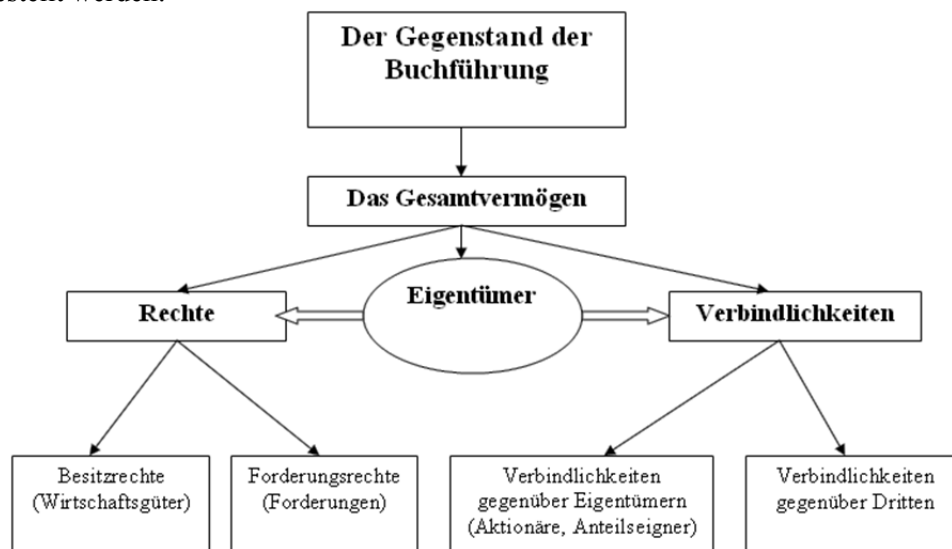 Der Gegenstand der
Buchführung
Das Gesamtvermögen
Eigentümer
Rechte
Verbindlichkeiten
Besitzrechte
(Wirtschaftsgüter)
Forderungsrechte
(Forderungen)
Verbindlichkeiten
gegenüber Eigentümern
(Aktionäre, Anteilseigner)
Verbindlichkeiten
gegenüber Dritten